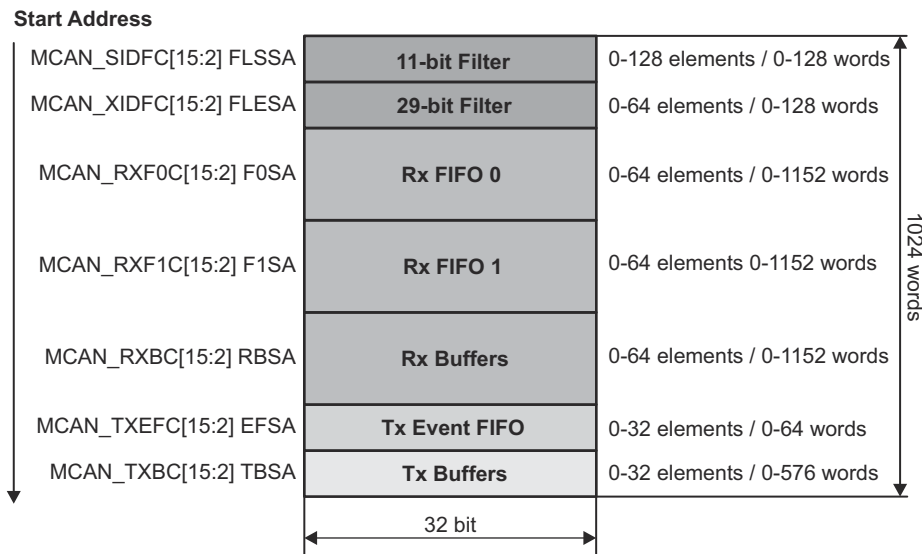 Start Address
MCAN_SIDFC[15:2] FLSSA 11-bit Filter 0-128 elements / 0-128 words
MCAN_XIDFC[15:2] FLESA 29-bit Filter 0-64 elements / 0-128 words
MCAN_RXF0C[15:2] F0SA Rx FIFO 0 0-64 elements / 0-1152 words
MCAN_RXF1C[15:2] F1SA Rx FIFO 1 0-64 elements 0-1152 words
MCAN_RXBC[15:2] RBSA Rx Buffers 0-64 elements / 0-1152 words
MCAN_TXEFC[15:2] EFSA Tx Event FIFO 0-32 elements / 0-64 words
MCAN_TXBC[15:2] TBSA Tx Buffers 0-32 elements / 0-576 words
1024 words
32 bit